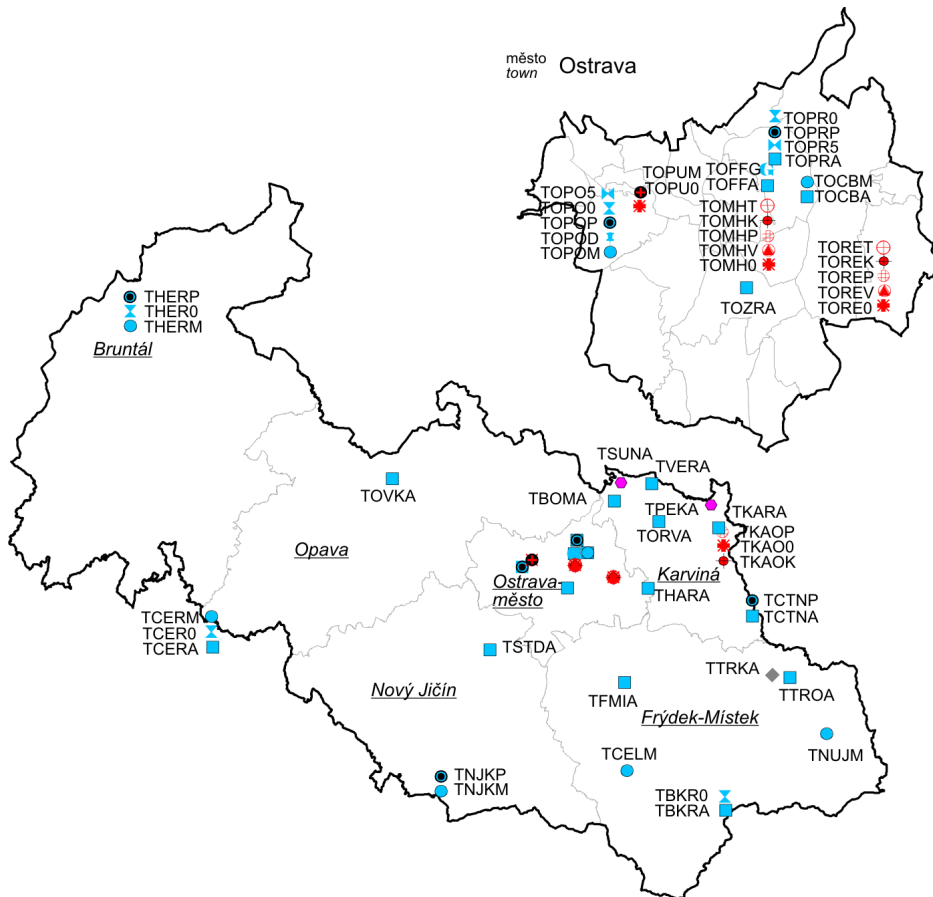 město
town
Ostrava
TOPR0
TOPRP
TOPR5
TOPRA
TOFFG
TOFFA
TOCBM
TOCBA
TOPUM
TOPU0
TOPO5
TOPO0
TOPOP
TOPOD
TOPOM
TOMHT
TOMHK
TOMHP
TOMHV
TOMH0
TORET
TOREK
TOREP
TOREV
TORE0
TOZRA
THERP
THER0
THERM
Bruntál
TSUNA
TVERA
TOVKA
TBOMA
TPEKA
TKARA
TORVA
TKAOP
TKAO0
TKAOK
Opava
Ostrava-
město
Karviná
THARA
TCTNP
TCTNA
TCERM
TCER0
TCERA
TSTDA
TTRKA
TTROA
Nový Jičín
TFMIA
Frýdek-Místek
TNUJM
TCELM
TNJKP
TNJKM
TBKR0
TBKRA